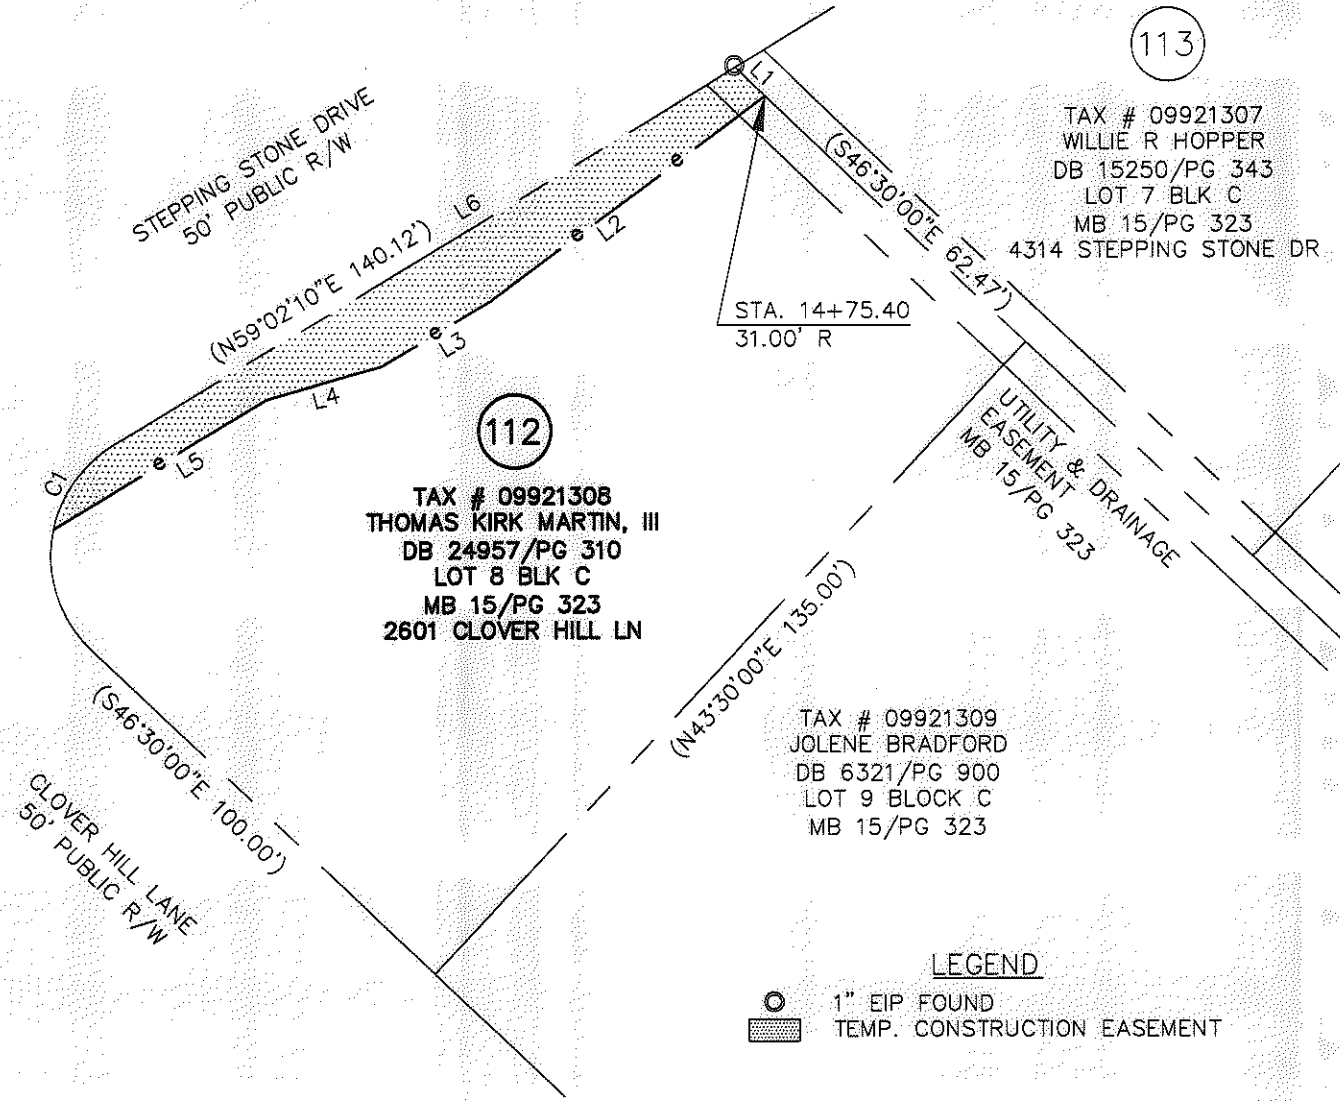 113
TAX # 09921307
WILLIE R HOPPER
DB 15250/PG 343
LOT 7 BLK C
MB 15/PG 323
4314 STEPPING STONE DR
STEPPING STONE DRIVE
50' PUBLIC R/W
L1
(S46°30'00"E 62.47')
L6
(N59°02'10"E 140.12')
e
e
L2
STA. 14+75.40
31.00' R
e
L3
L4
e
L5
C1
112
TAX # 09921308
THOMAS KIRK MARTIN, III
DB 24957/PG 310
LOT 8 BLK C
MB 15/PG 323
2601 CLOVER HILL LN
UTILITY & DRAINAGE
EASEMENT
MB 15/PG 323
(N43°30'00"E 135.00')
(S46°30'00"E 100.00')
CLOVER HILL LANE
50' PUBLIC R/W
TAX # 09921309
JOLENE BRADFORD
DB 6321/PG 900
LOT 9 BLOCK C
MB 15/PG 323
LEGEND
1" EIP FOUND
TEMP. CONSTRUCTION EASEMENT